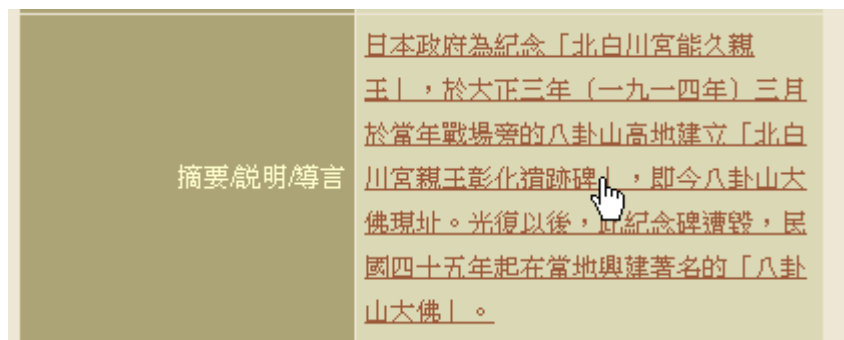 摘要/說明/導言
日本政府為紀念「北白川宮能久親
王」，於大正三年（一九一四年）三月
於當年戰場旁的八卦山高地建立「北白
川宮親王彰化遺跡碑」，即今八卦山大
佛現址。光復以後，此紀念碑遭毀，民
國四十五年起在當地興建著名的「八卦
山大佛」。